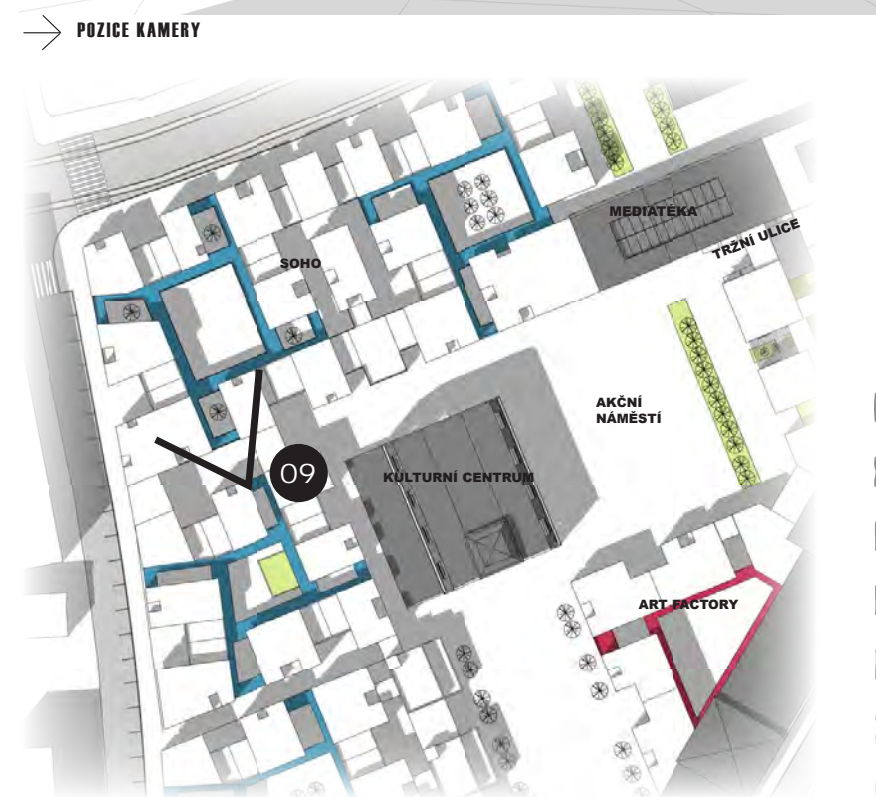 POZICE KAMERY
MEDIATÉKA
TRŽNÍ ULICE
SOHO
AKČNÍ
NÁMĚSTÍ
09
KULTURNÍ CENTRUM
ART FACTORY